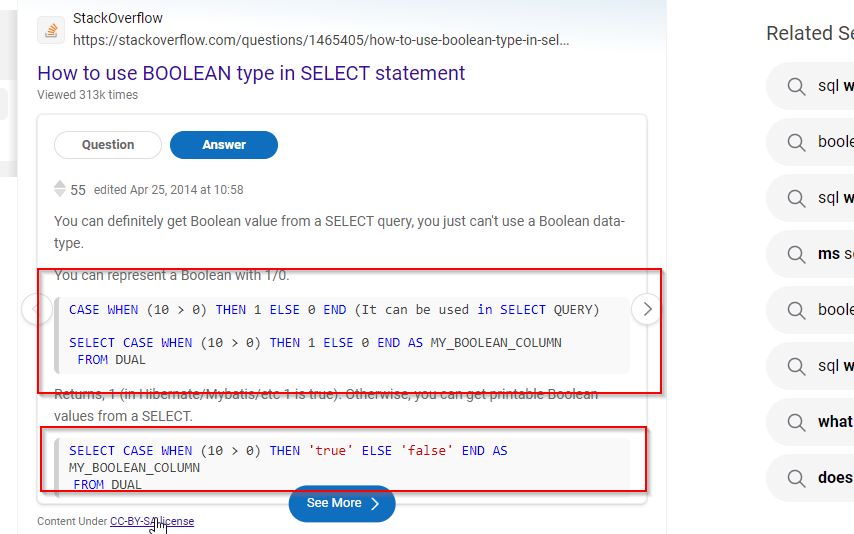 StackOverflow
https://stackoverflow.com/questions/1465405/how-to-use-boolean-type-in-sel...
How to use BOOLEAN type in SELECT statement
Viewed 313k times
Question
Answer
55 edited Apr 25, 2014 at 10:58
You can definitely get Boolean value from a SELECT query, you just can't use a Boolean data-
type.
You can represent a Boolean with 1/0.
CASE WHEN (10 > 0) THEN 1 ELSE 0 END (It can be used in SELECT QUERY)
SELECT CASE WHEN (10 > 0) THEN 1 ELSE 0 END AS MY_BOOLEAN_COLUMN
FROM DUAL
Returns, 1 (in Hibernate/Mybatis/etc 1 is true). Otherwise, you can get printable Boolean
values from a SELECT.
SELECT CASE WHEN (10 > 0) THEN 'true' ELSE 'false' END AS
MY_BOOLEAN_COLUMN
FROM DUAL
See More
Content Under CC-BY-SA license
Related Se
sql w
boole
sql w
ms s
boole
sql w
what
does